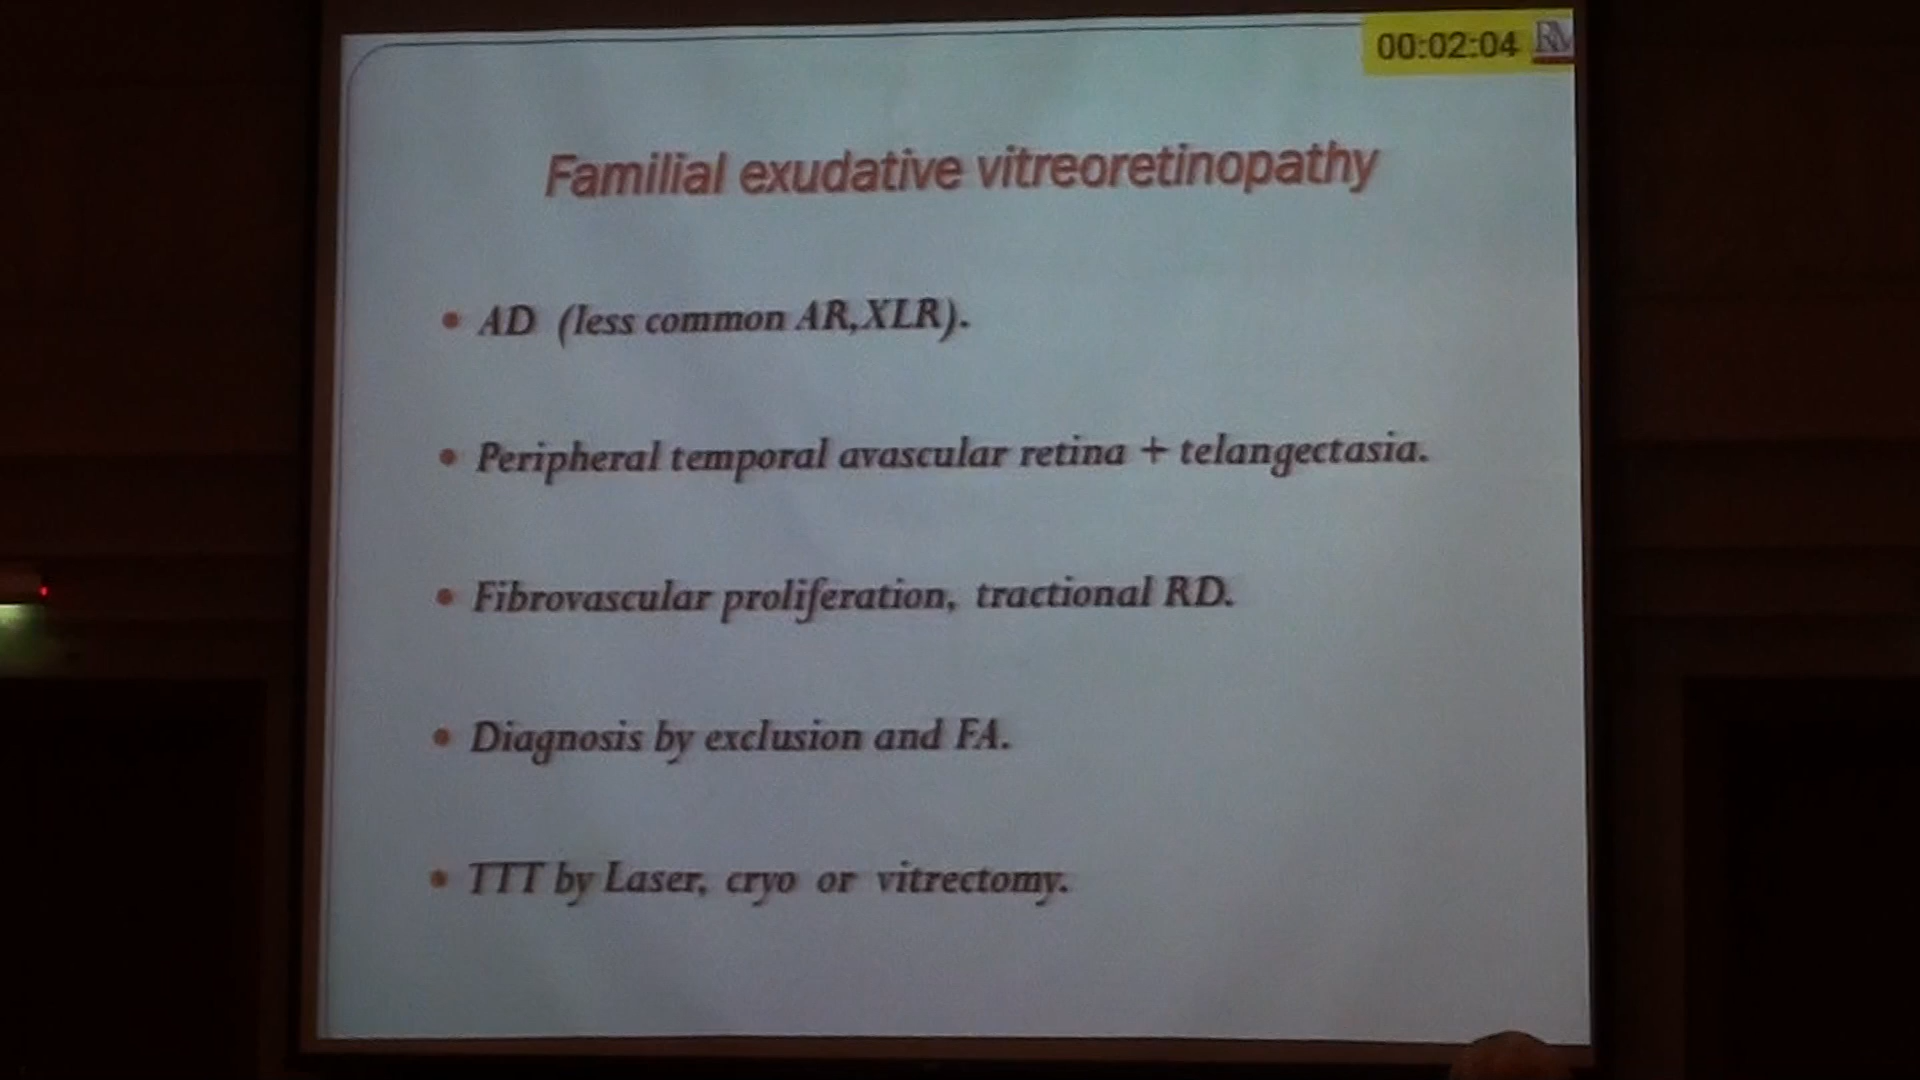 00:02:04 RV
Familial exudative vitreoretinopathy
• AD (less common AR,XLR).
• Peripheral temporal avascular retina + telangectasia.
• Fibrovascular proliferation, tractional RD.
• Diagnosis by exclusion and FA.
• TTT by Laser, cryo or vitrectomy.